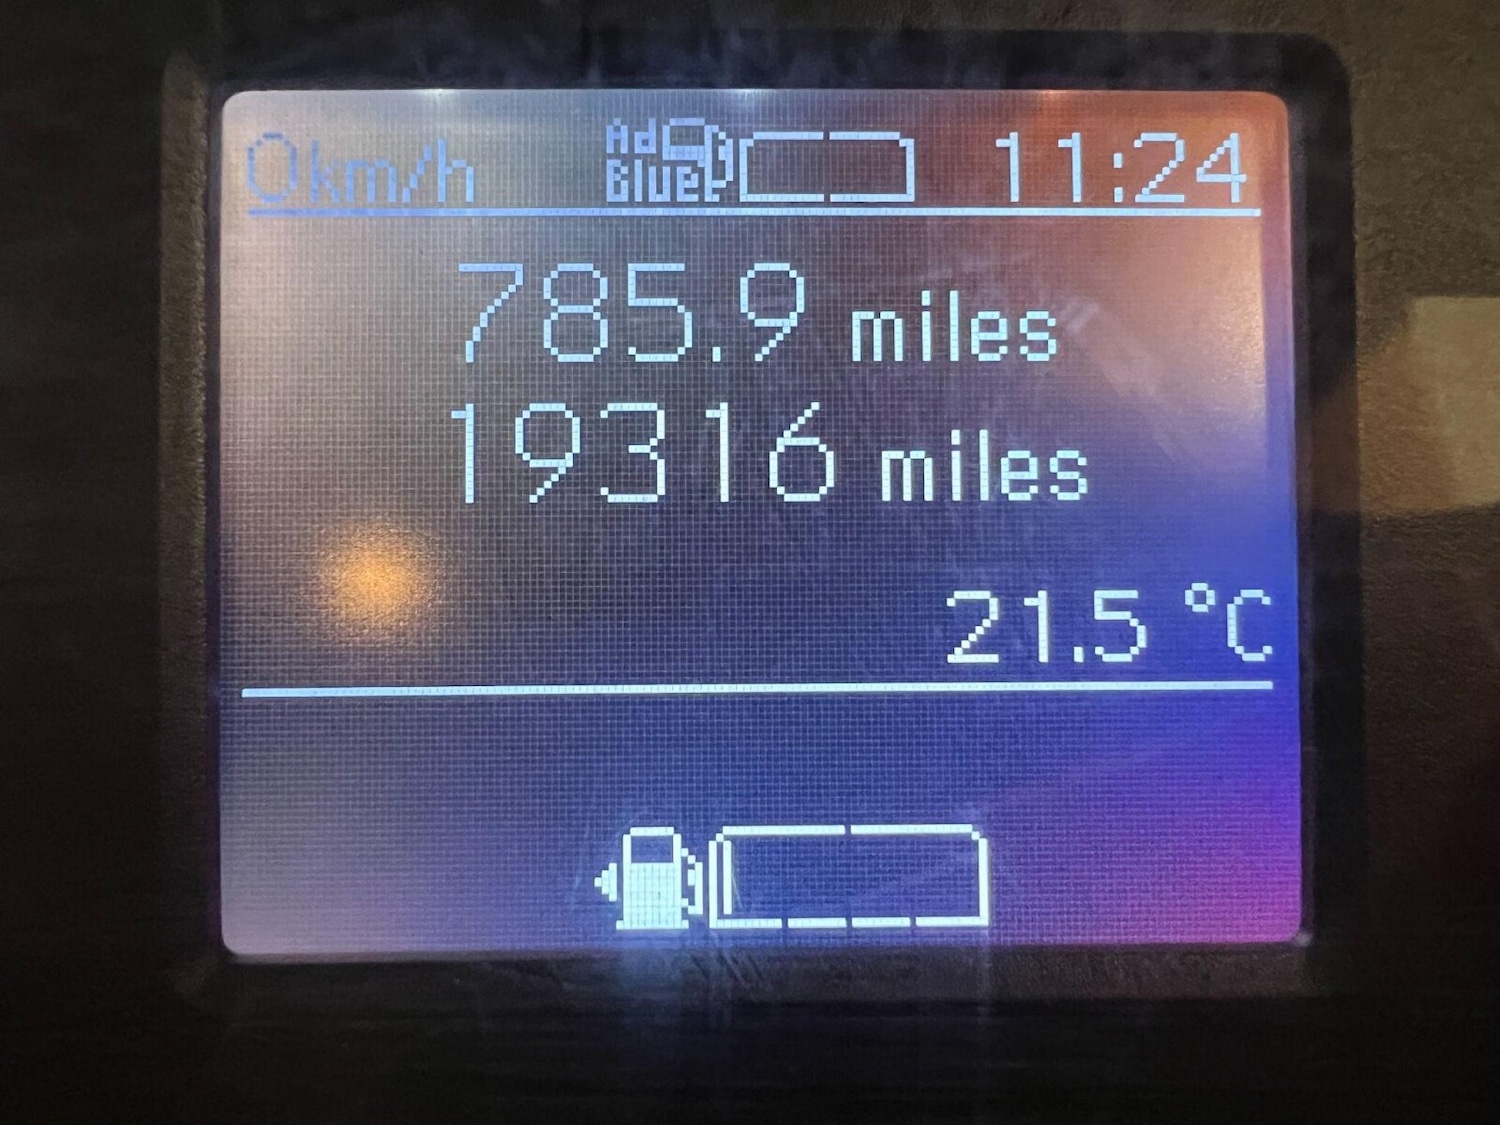 0km/h Ad Blue 11:24
785.9 miles
19316 miles
21.5 °C